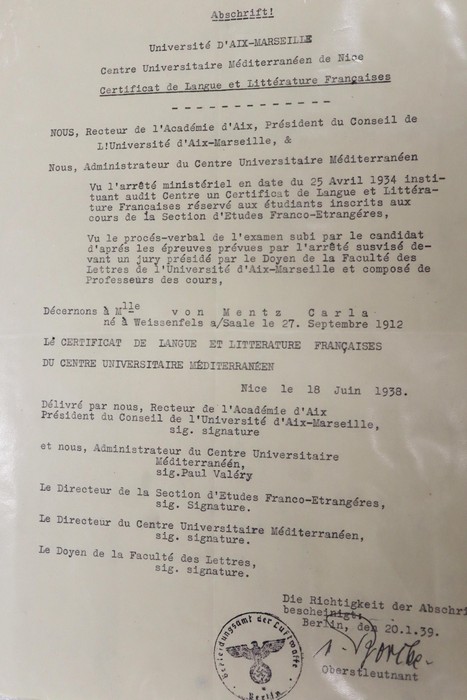 Abschrift!
Université D'AIX-MARSEILLE
Centre Universitaire Méditerranéen de Nice
Certificat de Langue et Littérature Françaises
NOUS, Recteur de l'Académie d'Aix, Président du Conseil de
L'Université d'Aix-Marseille, &
Nous, Administrateur du Centre Universitaire Méditerranéen
Vu l'arrêté ministériel en date du 25 Avril 1934 insti-
tuant audit Centre un Certificat de Langue et Littéra-
ture Françaises réservé aux étudiants inscrits aux
cours de la Section d'Etudes Franco-Etrangéres,
Vu le procés-verbal de l'examen subi par le candidat
d'aprés les épreuves prévues par l'arrêté susvisé de-
vant un jury présidé par le Doyen de la Faculté des
Lettres de l'Université d'Aix-Marseille et composé de
Professeurs des cours,
Décernons à Mlle von Mentz Carla
né à Weissenfels a/Saale le 27. Septembre 1912
Lé CERTIFICAT DE LANGUE ET LITTERATURE FRANÇAISES
DU CENTRE UNIVERSITAIRE MÉDITERRANÉEN
Nice le 18 Juin 1938.
Délivré par nous, Recteur de l'Académie d'Aix
Président du Conseil de l'Université d'Aix-Marseille,
sig. signature
et nous, Administrateur du Centre Universitaire
Méditerranéén,
sig.Paul Valéry
Le Directeur de la Section d'Etudes Franco-Etrangéres,
sig. Signature.
Le Directeur du Centre Universitaire Méditerranéen,
sig. signature.
Le Doyen de la Faculté des Lettres,
sig. signature.
Die Richtigkeit der Abschri
bescheinigt:
Berlin, den 20.1.39.
Oberstleutnant
Bekleidungsamt der Luftwaffe
Berlin